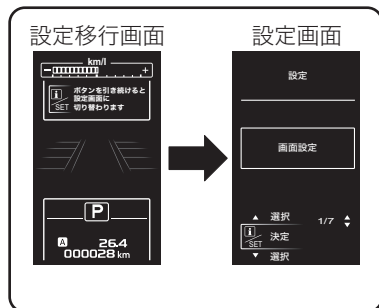 設定移行画面
km/l
− +
i
SET
ボタンを引き続けると
設定画面に
切り替わります
P
A 26.4
000028 km
設定画面
設定
画面設定
▲ 選択
1/7
i
SET
決定
▼ 選択